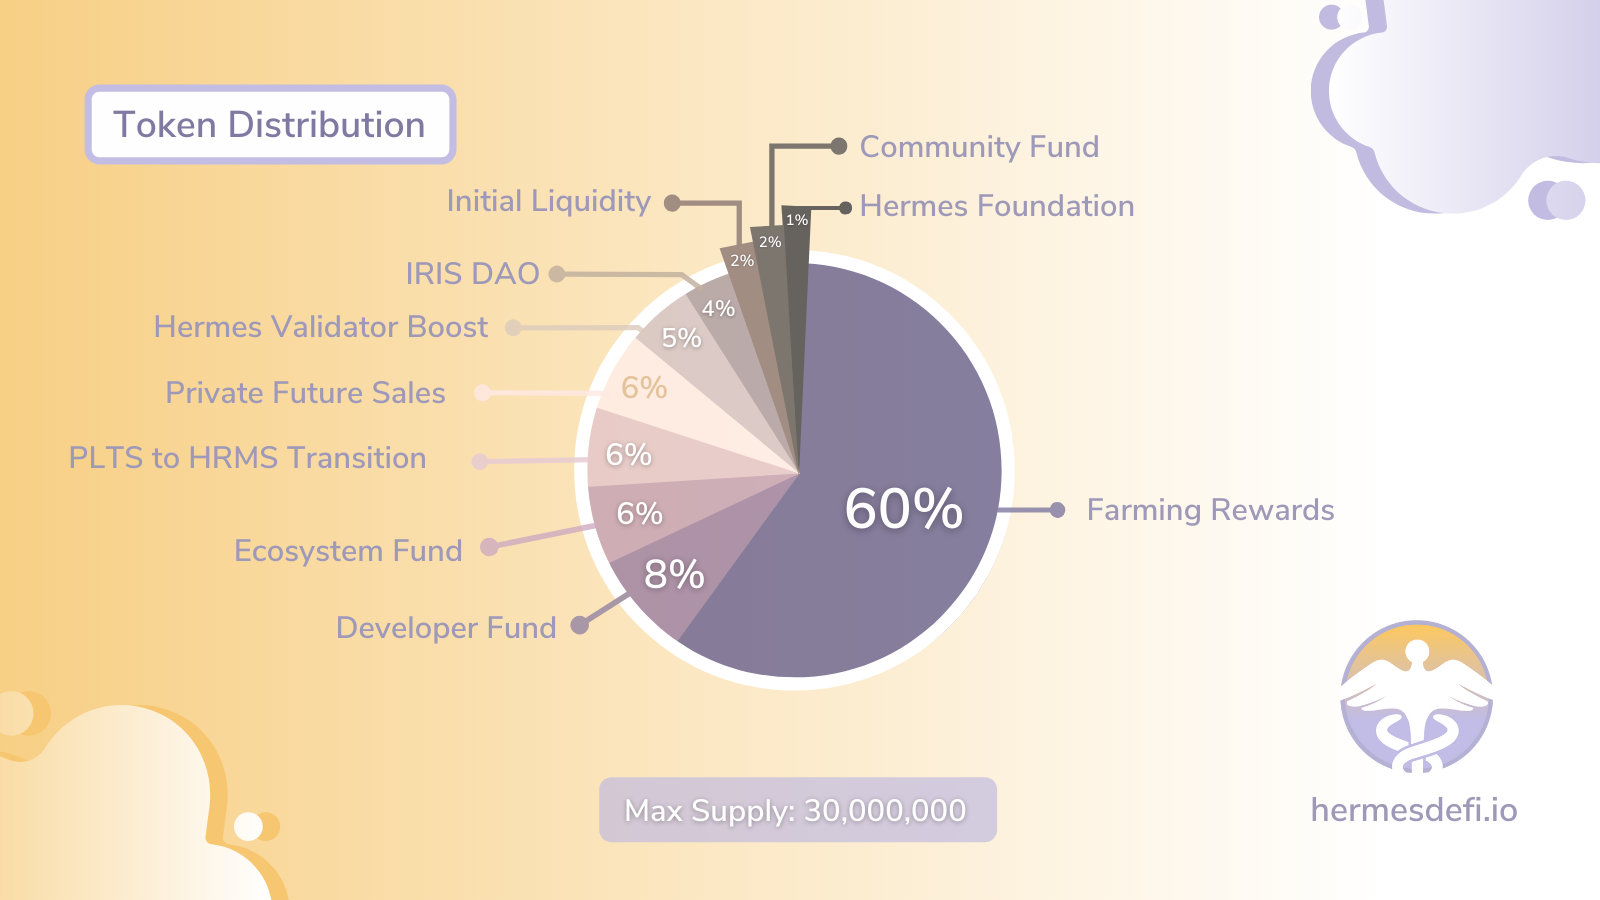 Token Distribution
Community Fund
Initial Liquidity
Hermes Foundation
1%
2%
2%
IRIS DAO
4%
Hermes Validator Boost
5%
Private Future Sales
6%
PLTS to HRMS Transition
6%
60%
Farming Rewards
6%
Ecosystem Fund
8%
Developer Fund
Max Supply: 30,000,000
hermesdefi.io